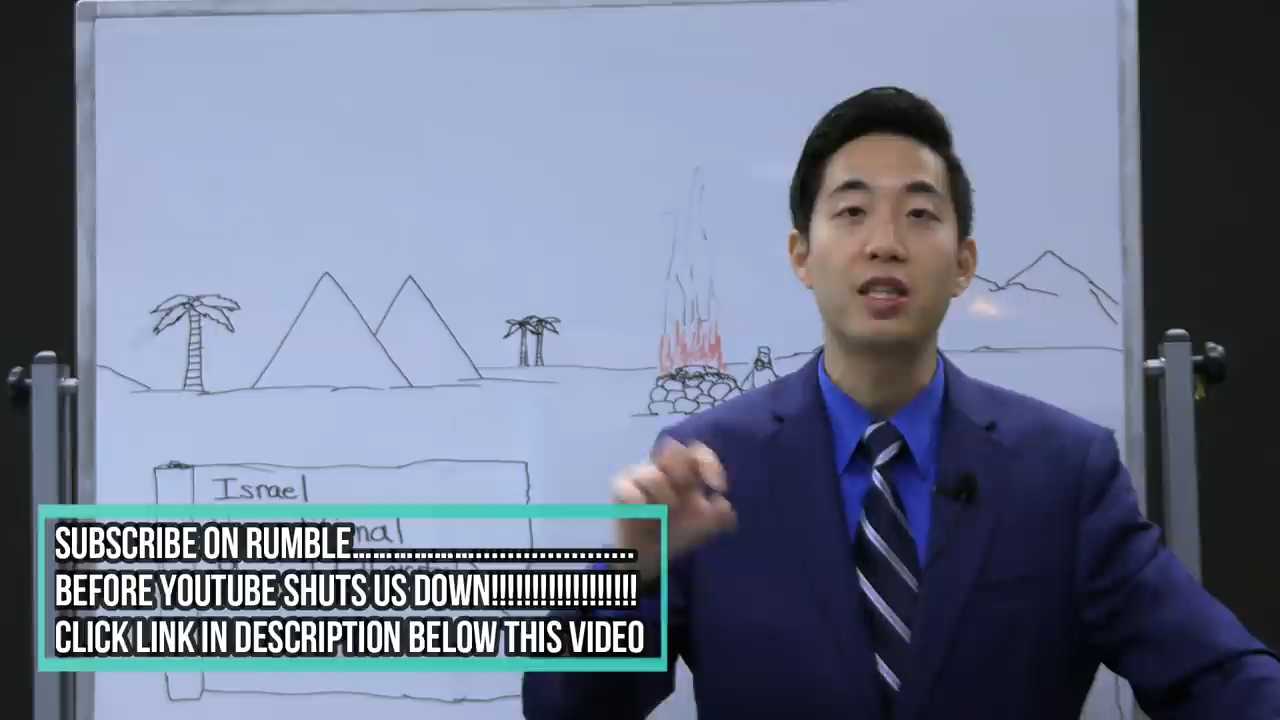 Israel
SUBSCRIBE ON RUMBLE....................................
BEFORE YOUTUBE SHUTS US DOWN!!!!!!!!!!!!!!!!!!!
CLICK LINK IN DESCRIPTION BELOW THIS VIDEO